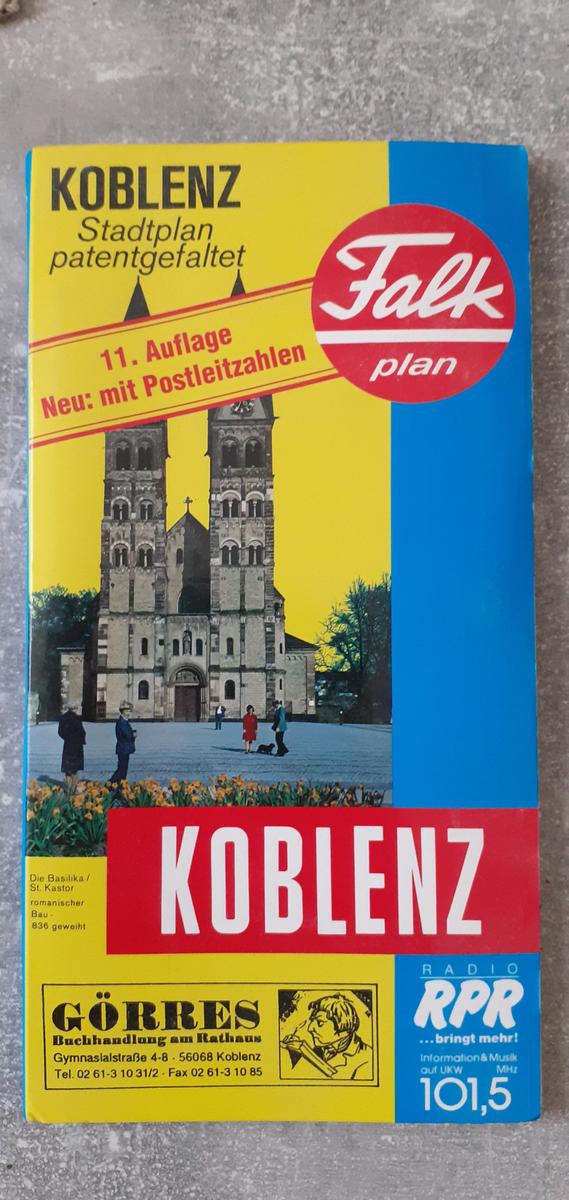 KOBLENZ
Stadtplan
patentgefaltet
Falk
plan
11. Auflage
Neu: mit Postleitzahlen
KOBLENZ
Die Basilika /
St. Kastor
romanischer
Bau -
836 geweiht
GÖRRES
Buchhandlung am Rathaus
Gymnasialstraße 4-8 - 56068 Koblenz
Tel. 02 61-3 10 31/2 - Fax 02 61-3 10 85
RADIO
RPR
...bringt mehr!
Information & Musik
auf UKW MHz
101,5